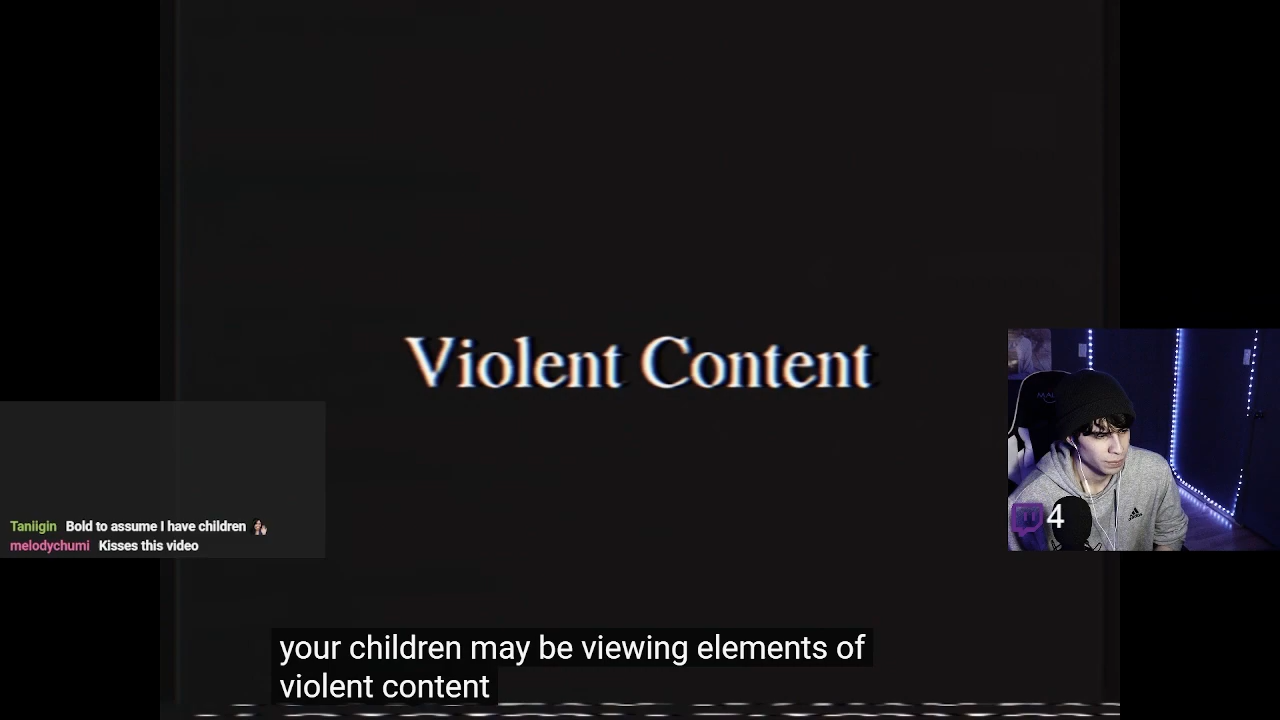 Violent Content
Taniigin Bold to assume I have children
melodychumi Kisses this video
4
your children may be viewing elements of
violent content